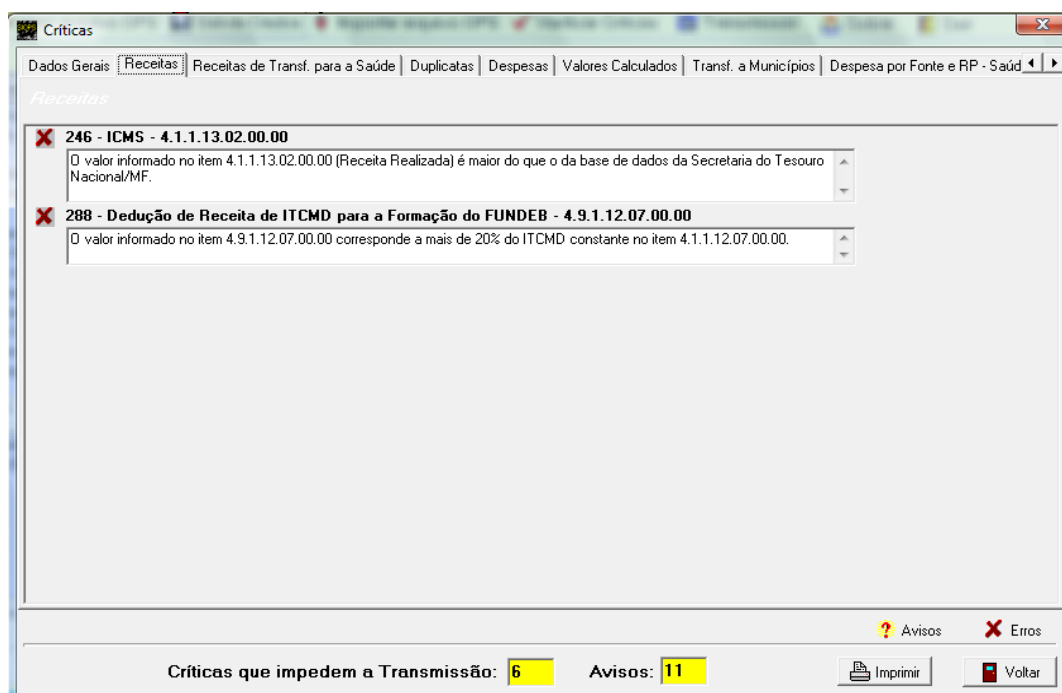 Críticas
Dados Gerais Receitas Receitas de Transf. para a Saúde Duplicatas Despesas Valores Calculados Transf. a Municípios Despesa por Fonte e RP - Saúd
Receitas
246 - ICMS - 4.1.1.13.02.00.00
O valor informado no item 4.1.1.13.02.00.00 (Receita Realizada) é maior do que o da base de dados da Secretaria do Tesouro
Nacional/MF.
288 - Dedução de Receita de ITCMD para a Formação do FUNDEB - 4.9.1.12.07.00.00
O valor informado no item 4.9.1.12.07.00.00 corresponde a mais de 20% do ITCMD constante no item 4.1.1.12.07.00.00.
? Avisos X Erros
Críticas que impedem a Transmissão: 6 Avisos: 11 Imprimir Voltar